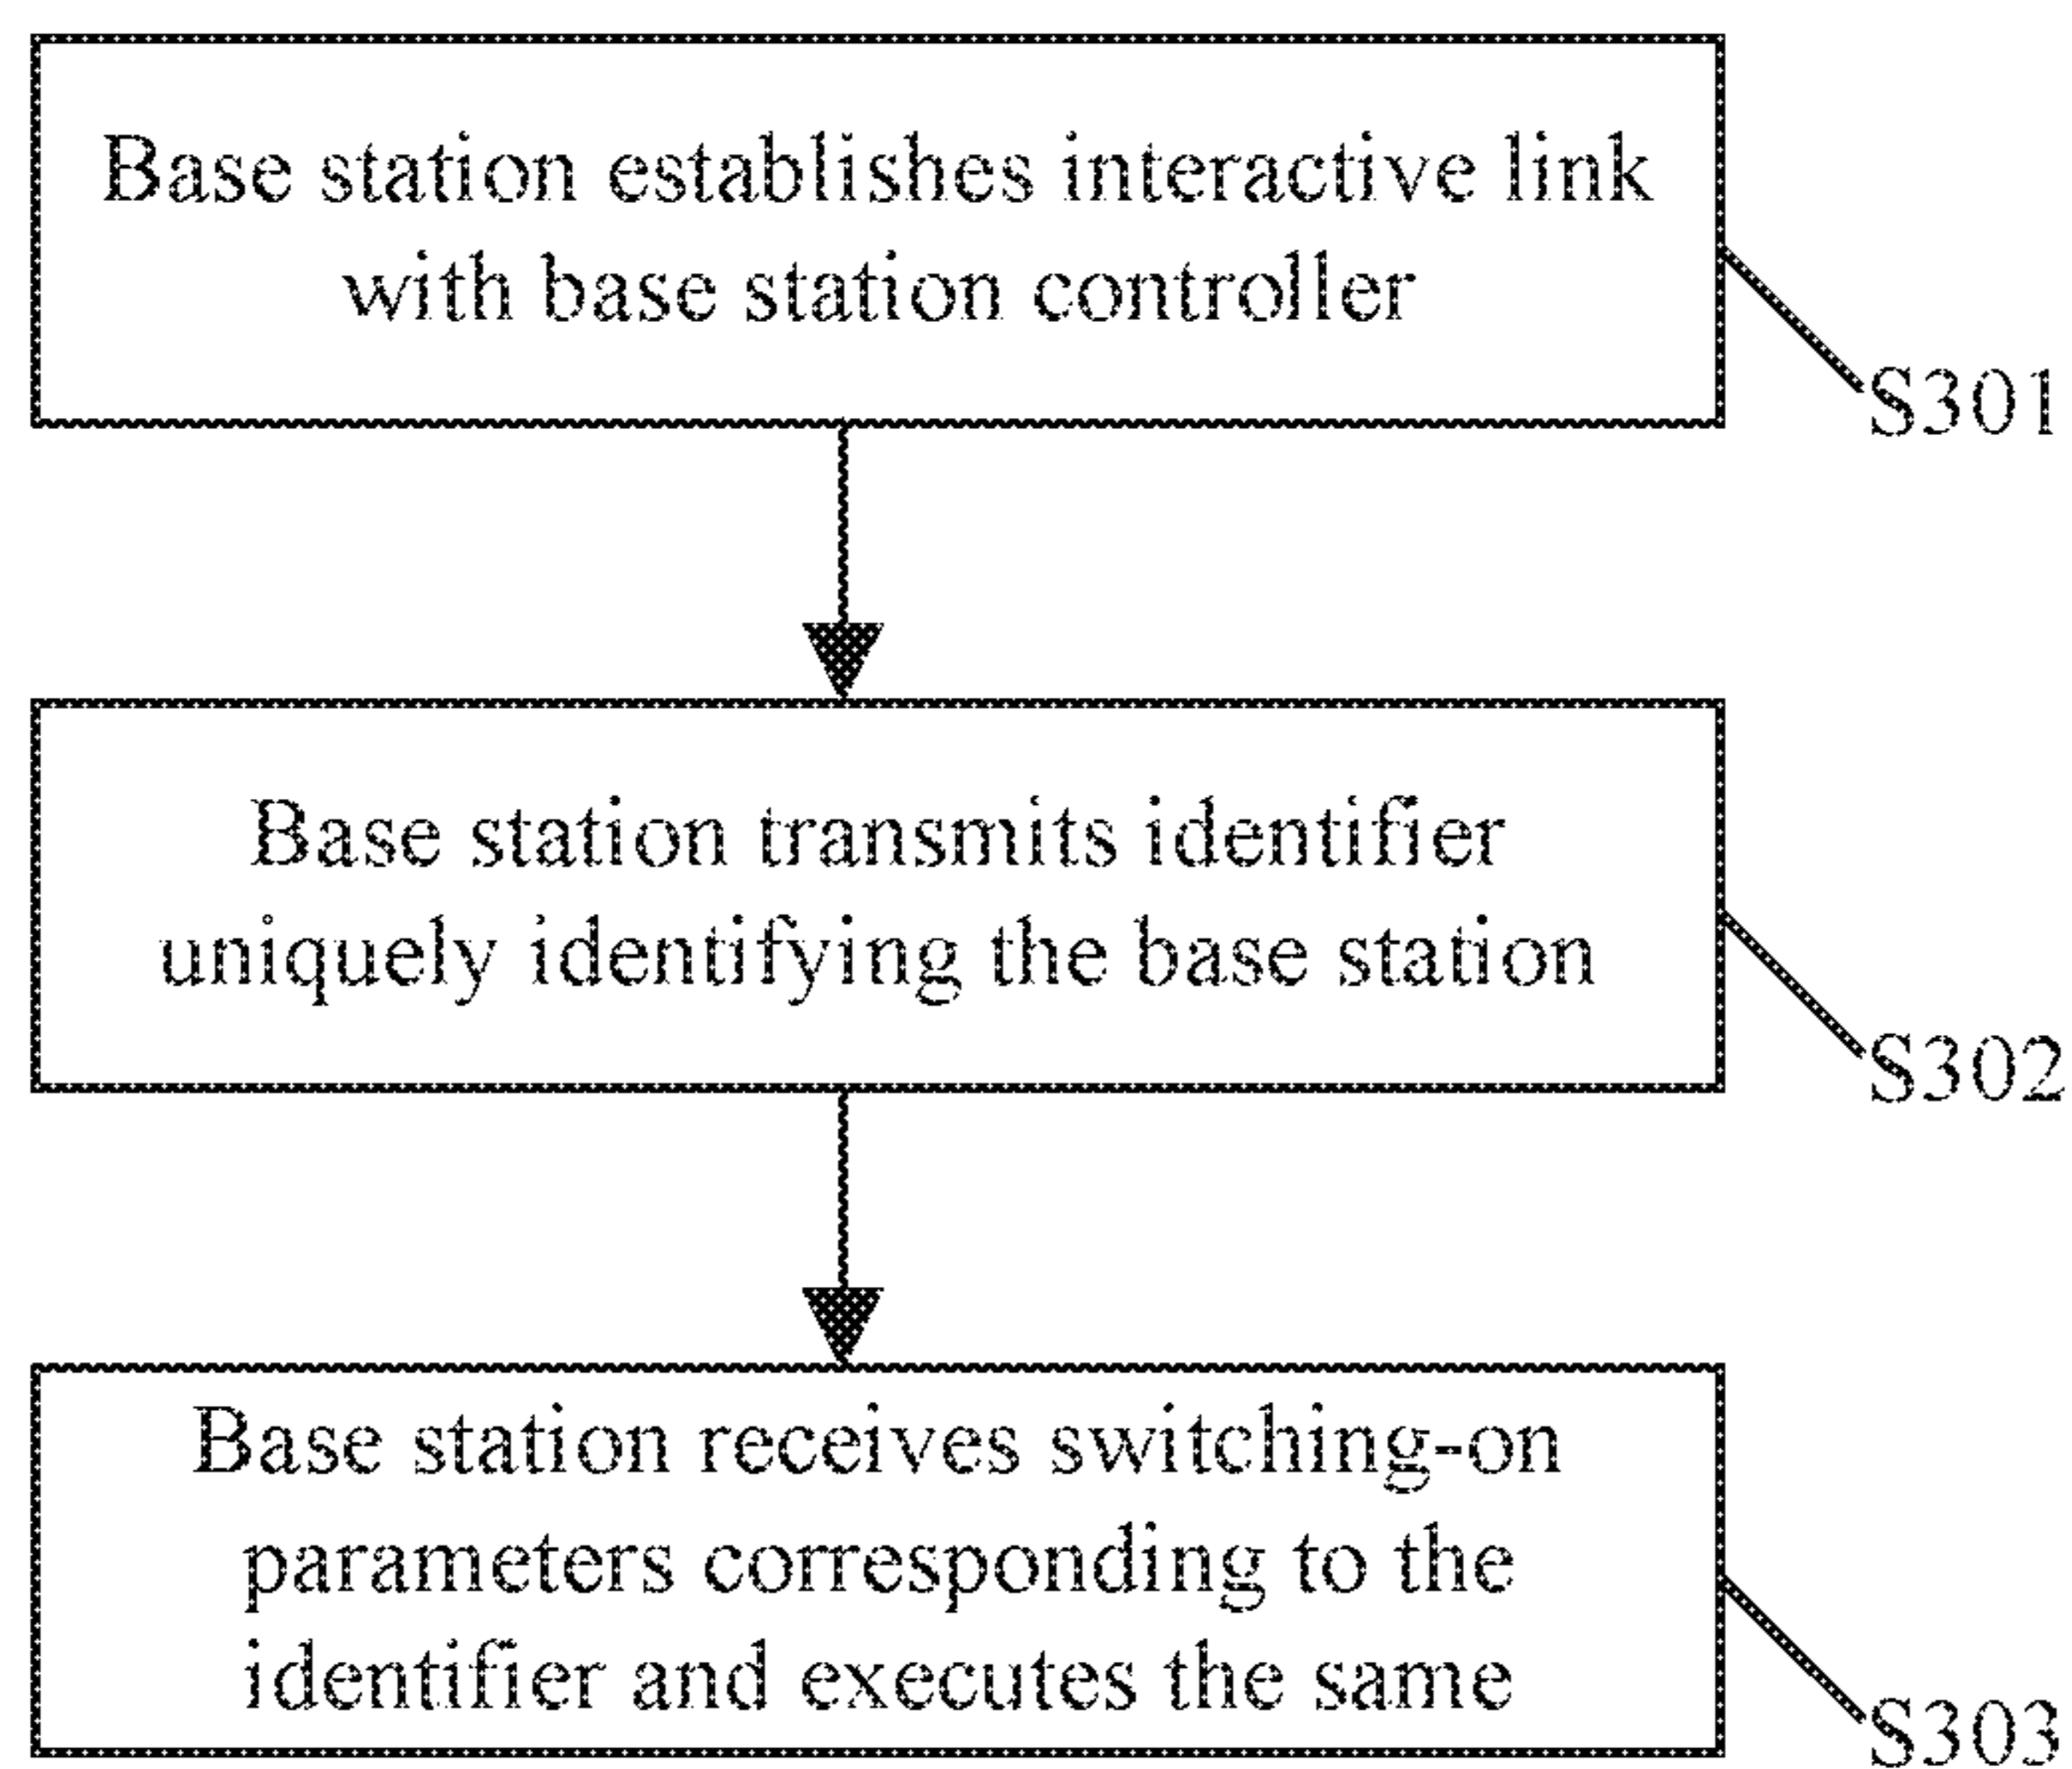 Base station establishes interactive link
with base station controller
S301
Base station transmits identifier
uniquely identifying the base station
S302
Base station receives switching-on
parameters corresponding to the
identifier and executes the same
S303